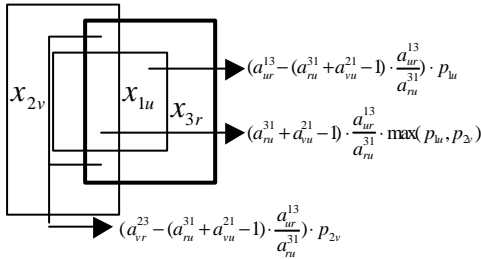 x_{2v}
x_{1u}
x_{3r}
(a_{ur}^{13} − (a_{ru}^{31} + a_{vu}^{21} − 1) · \frac{a_{ur}^{13}}{a_{ru}^{31}}) · p_{1u}
(a_{ru}^{31} + a_{vu}^{21} − 1) · \frac{a_{ur}^{13}}{a_{ru}^{31}} · max(p_{1u}, p_{2v})
(a_{vr}^{23} − (a_{ru}^{31} + a_{vu}^{21} − 1) · \frac{a_{ur}^{13}}{a_{ru}^{31}}) · p_{2v}